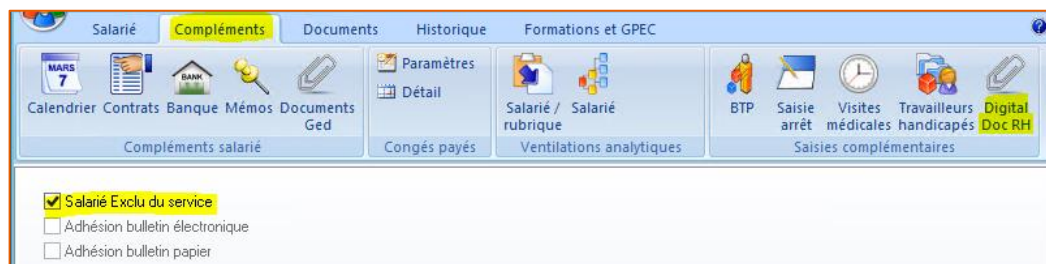 Salarié Compléments Documents Historique Formations et GPEC
MARS
7
BANK
Calendrier Contrats Banque Mémos Documents Ged
Compléments salarié
Paramètres
Détail
Congés payés
Salarié / rubrique Salarié
Ventilations analytiques
BTP Saisie arrêt Visites médicales Travailleurs handicapés Digital Doc RH
Saisies complémentaires
Salarié Exclu du service
Adhésion bulletin électronique
Adhésion bulletin papier